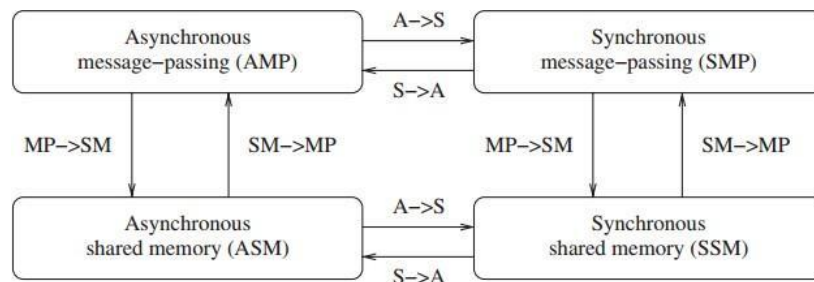 Asynchronous
message−passing (AMP)
A−>S
S−>A
Synchronous
message−passing (SMP)
MP−>SM
SM−>MP
MP−>SM
SM−>MP
Asynchronous
shared memory (ASM)
A−>S
S−>A
Synchronous
shared memory (SSM)